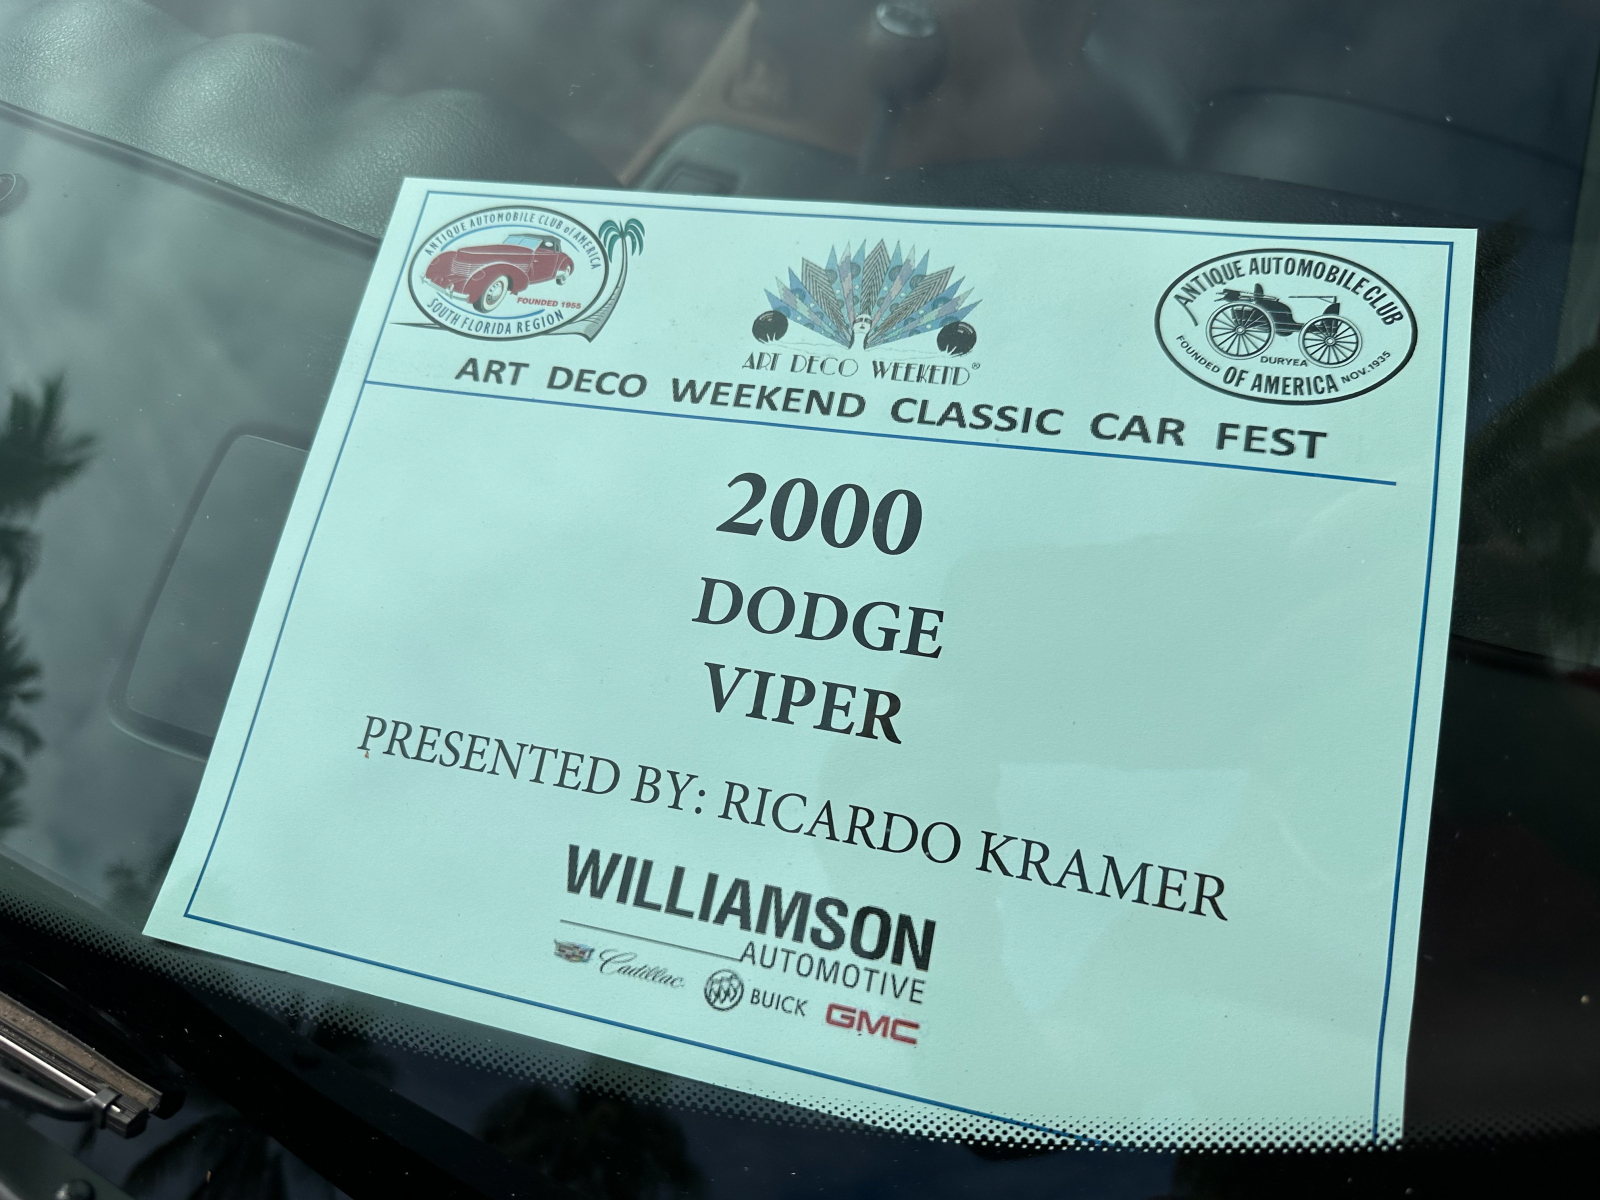 ANTIQUE AUTOMOBILE CLUB of AMERICA
FOUNDED 1955
SOUTH FLORIDA REGION
ART DECO WEEKEND®
ANTIQUE AUTOMOBILE CLUB
DURYEA
FOUNDED NOV. 1935
OF AMERICA
ART DECO WEEKEND CLASSIC CAR FEST
2000
DODGE
VIPER
PRESENTED BY: RICARDO KRAMER
WILLIAMSON
AUTOMOTIVE
Cadillac BUICK GMC